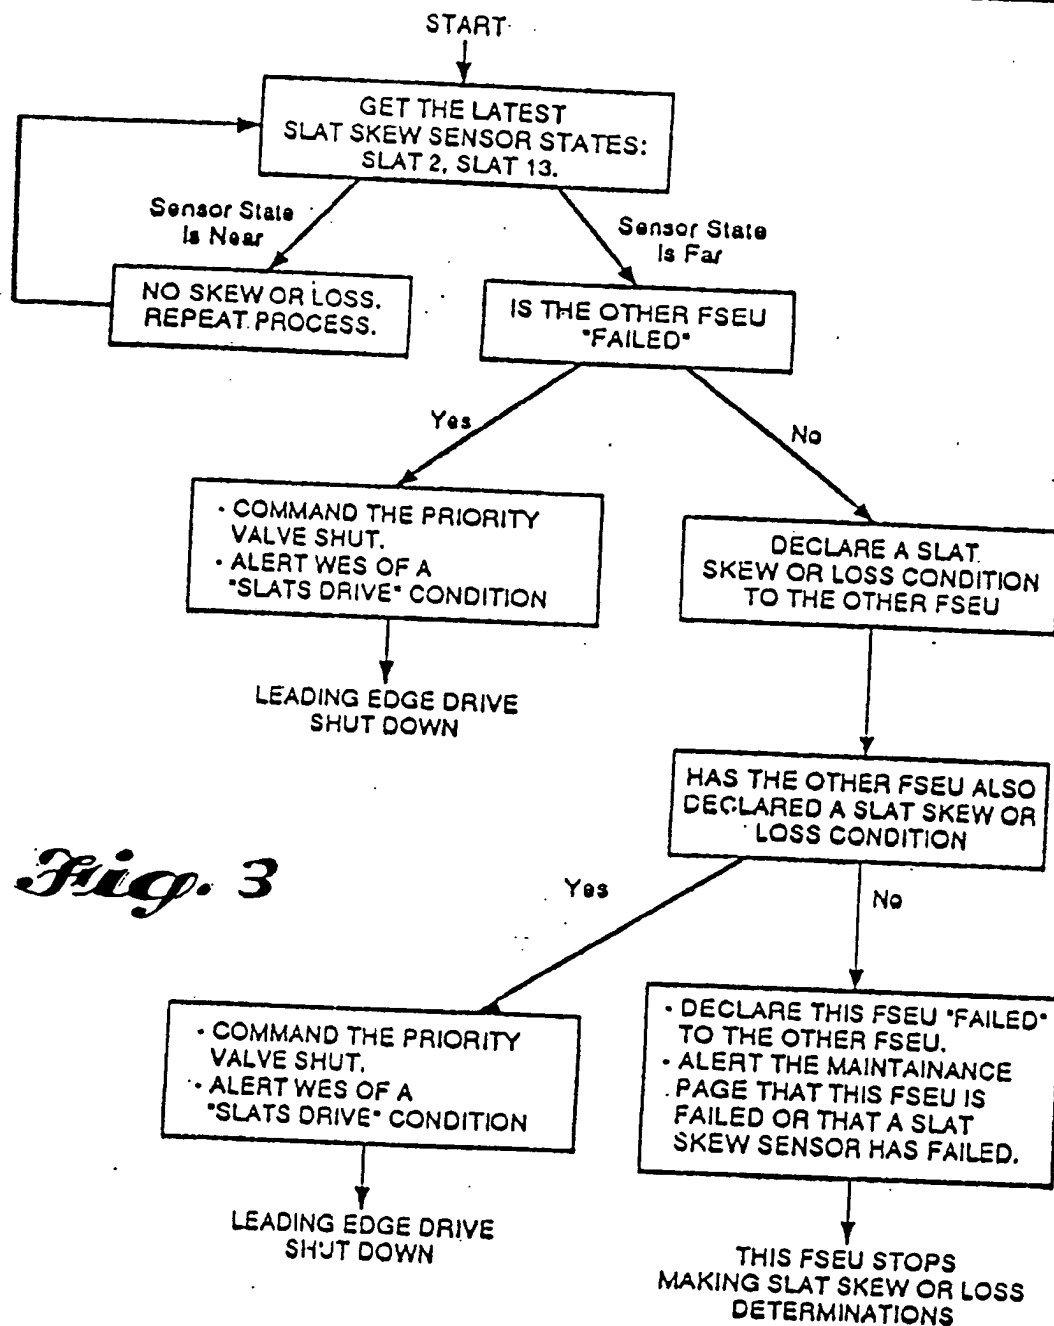 START
GET THE LATEST
SLAT SKEW SENSOR STATES:
SLAT 2, SLAT 13.
Sensor State
Is Near
Sensor State
Is Far
NO SKEW OR LOSS.
REPEAT PROCESS.
IS THE OTHER FSEU
"FAILED"
Yes
No
· COMMAND THE PRIORITY
VALVE SHUT.
· ALERT WES OF A
"SLATS DRIVE" CONDITION
DECLARE A SLAT
SKEW OR LOSS CONDITION
TO THE OTHER FSEU
LEADING EDGE DRIVE
SHUT DOWN
HAS THE OTHER FSEU ALSO
DECLARED A SLAT SKEW OR
LOSS CONDITION
Fig. 3
Yes
No
· COMMAND THE PRIORITY
VALVE SHUT.
· ALERT WES OF A
"SLATS DRIVE" CONDITION
· DECLARE THIS FSEU "FAILED"
TO THE OTHER FSEU.
· ALERT THE MAINTAINANCE
PAGE THAT THIS FSEU IS
FAILED OR THAT A SLAT
SKEW SENSOR HAS FAILED.
LEADING EDGE DRIVE
SHUT DOWN
THIS FSEU STOPS
MAKING SLAT SKEW OR LOSS
DETERMINATIONS